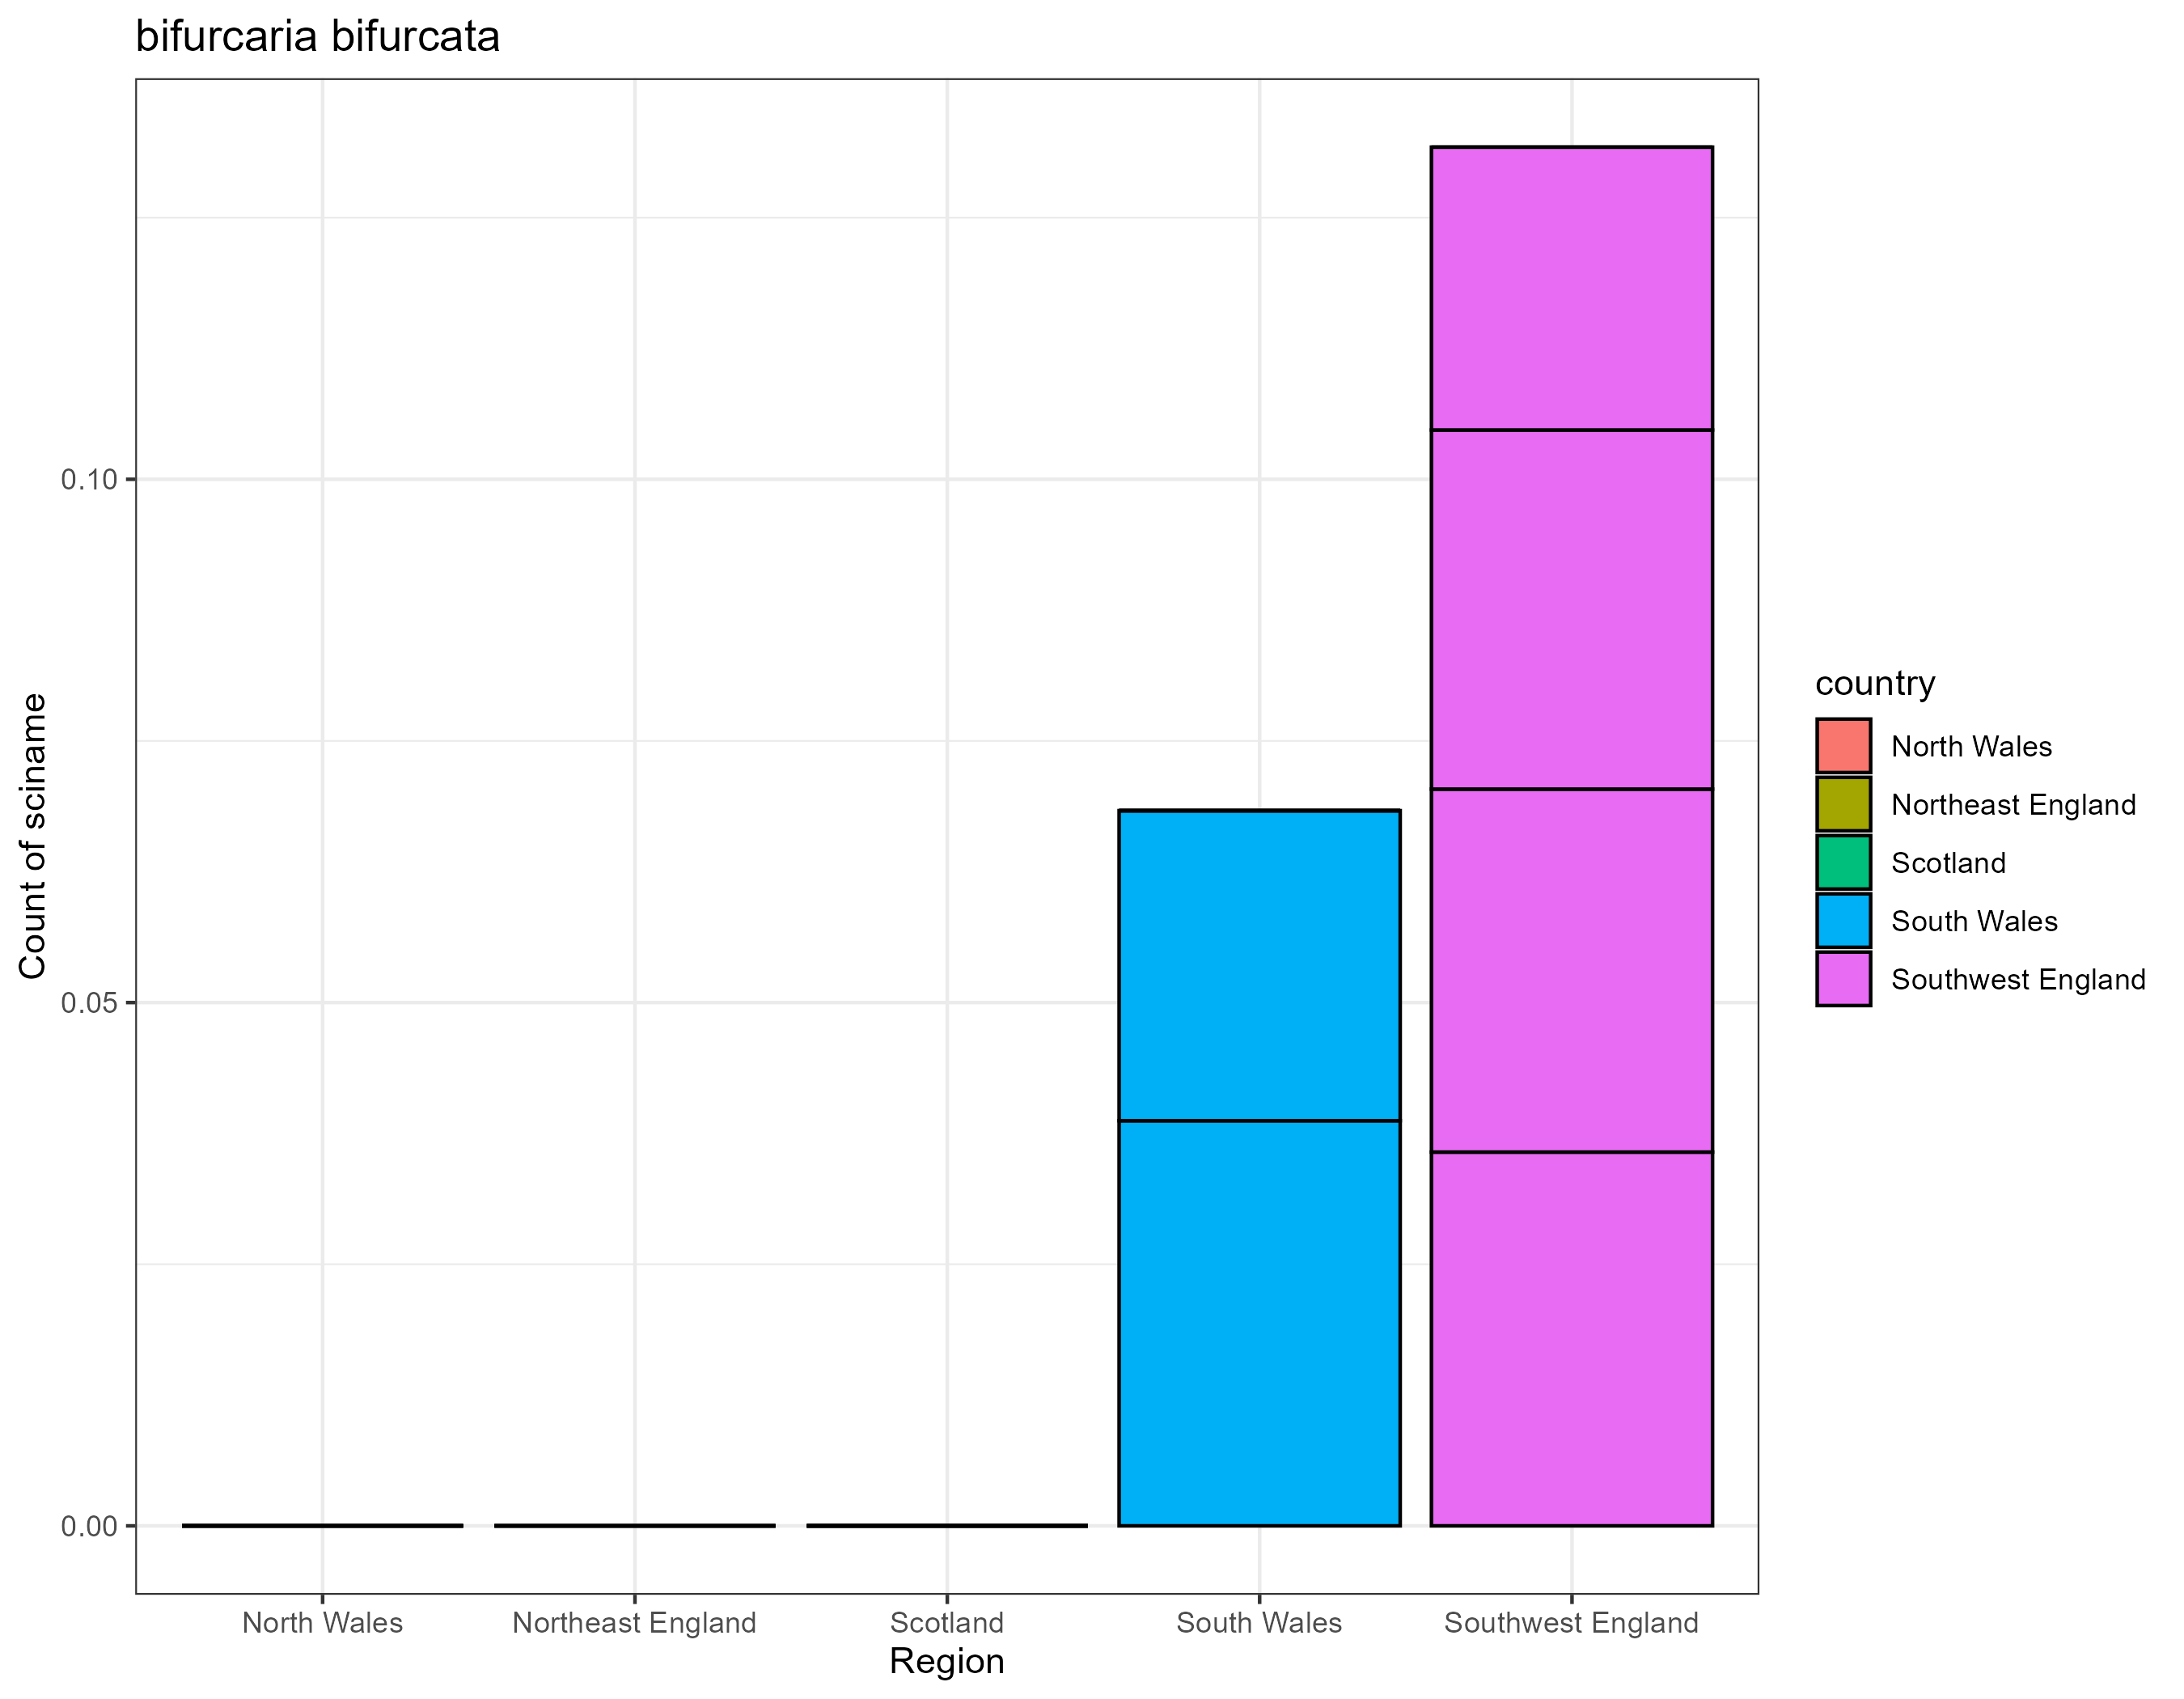 bifurcaria bifurcata
Count of sciname
0.10
0.05
0.00
North Wales
Northeast England
Scotland
South Wales
Southwest England
Region
country
North Wales
Northeast England
Scotland
South Wales
Southwest England